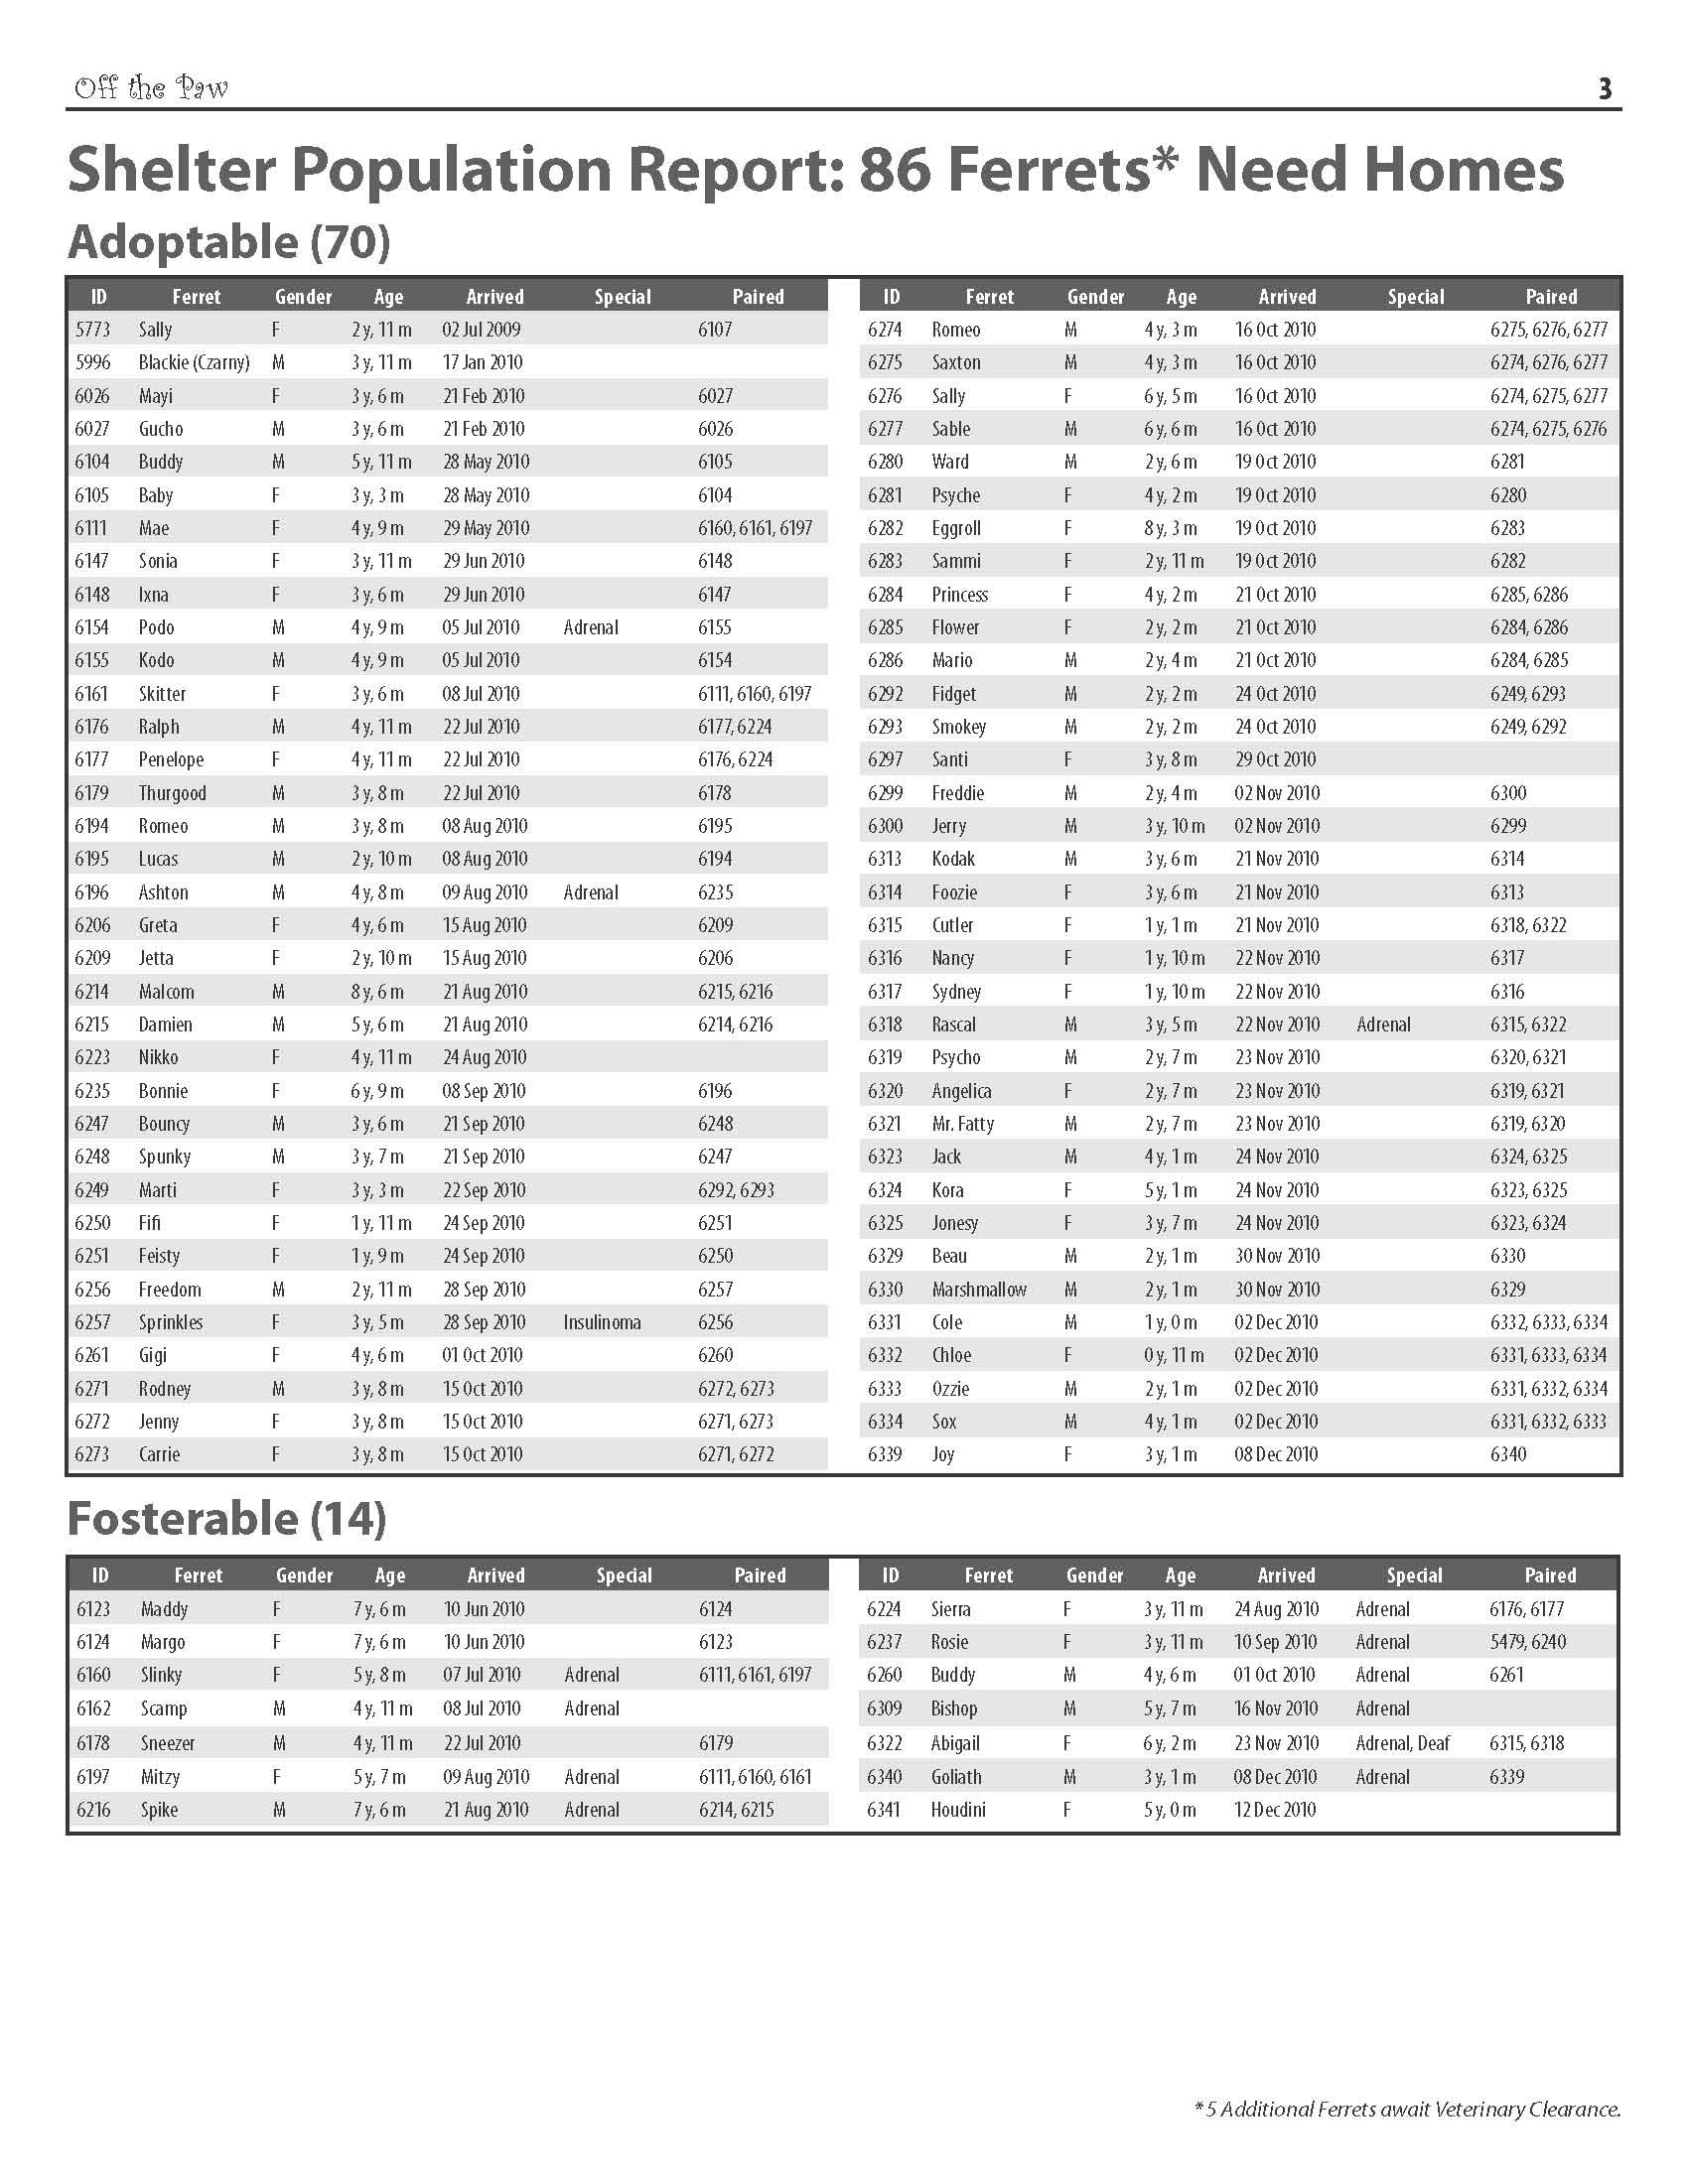 Off the Paw 3
Shelter Population Report: 86 Ferrets* Need Homes
Adoptable (70)
ID Ferret Gender Age Arrived Special Paired
5773 Sally F 2 y, 11 m 02 Jul 2009 6107
5996 Blackie (Czarny) M 3 y, 11 m 17 Jan 2010
6026 Mayi F 3 y, 6 m 21 Feb 2010 6027
6027 Gucho M 3 y, 6 m 21 Feb 2010 6026
6104 Buddy M 5 y, 11 m 28 May 2010 6105
6105 Baby F 3 y, 3 m 28 May 2010 6104
6111 Mae F 4 y, 9 m 29 May 2010 6160, 6161, 6197
6147 Sonia F 3 y, 11 m 29 Jun 2010 6148
6148 Ixna F 3 y, 6 m 29 Jun 2010 6147
6154 Podo M 4 y, 9 m 05 Jul 2010 Adrenal 6155
6155 Kodo M 4 y, 9 m 05 Jul 2010 6154
6161 Skitter F 3 y, 6 m 08 Jul 2010 6111, 6160, 6197
6176 Ralph M 4 y, 11 m 22 Jul 2010 6177, 6224
6177 Penelope F 4 y, 11 m 22 Jul 2010 6176, 6224
6179 Thurgood M 3 y, 8 m 22 Jul 2010 6178
6194 Romeo M 3 y, 8 m 08 Aug 2010 6195
6195 Lucas M 2 y, 10 m 08 Aug 2010 6194
6196 Ashton M 4 y, 8 m 09 Aug 2010 Adrenal 6235
6206 Greta F 4 y, 6 m 15 Aug 2010 6209
6209 Jetta F 2 y, 10 m 15 Aug 2010 6206
6214 Malcom M 8 y, 6 m 21 Aug 2010 6215, 6216
6215 Damien M 5 y, 6 m 21 Aug 2010 6214, 6216
6223 Nikko F 4 y, 11 m 24 Aug 2010
6235 Bonnie F 6 y, 9 m 08 Sep 2010 6196
6247 Bouncy M 3 y, 6 m 21 Sep 2010 6248
6248 Spunky M 3 y, 7 m 21 Sep 2010 6247
6249 Marti F 3 y, 3 m 22 Sep 2010 6292, 6293
6250 Fifi F 1 y, 11 m 24 Sep 2010 6251
6251 Feisty F 1 y, 9 m 24 Sep 2010 6250
6256 Freedom M 2 y, 11 m 28 Sep 2010 6257
6257 Sprinkles F 3 y, 5 m 28 Sep 2010 Insulinoma 6256
6261 Gigi F 4 y, 6 m 01 Oct 2010 6260
6271 Rodney M 3 y, 8 m 15 Oct 2010 6272, 6273
6272 Jenny F 3 y, 8 m 15 Oct 2010 6271, 6273
6273 Carrie F 3 y, 8 m 15 Oct 2010 6271, 6272
ID Ferret Gender Age Arrived Special Paired
6274 Romeo M 4 y, 3 m 16 Oct 2010 6275, 6276, 6277
6275 Saxton M 4 y, 3 m 16 Oct 2010 6274, 6276, 6277
6276 Sally F 6 y, 5 m 16 Oct 2010 6274, 6275, 6277
6277 Sable M 6 y, 6 m 16 Oct 2010 6274, 6275, 6276
6280 Ward M 2 y, 6 m 19 Oct 2010 6281
6281 Psyche F 4 y, 2 m 19 Oct 2010 6280
6282 Eggroll F 8 y, 3 m 19 Oct 2010 6283
6283 Sammi F 2 y, 11 m 19 Oct 2010 6282
6284 Princess F 4 y, 2 m 21 Oct 2010 6285, 6286
6285 Flower F 2 y, 2 m 21 Oct 2010 6284, 6286
6286 Mario M 2 y, 4 m 21 Oct 2010 6284, 6285
6292 Fidget M 2 y, 2 m 24 Oct 2010 6249, 6293
6293 Smokey M 2 y, 2 m 24 Oct 2010 6249, 6292
6297 Santi F 3 y, 8 m 29 Oct 2010
6299 Freddie M 2 y, 4 m 02 Nov 2010 6300
6300 Jerry M 3 y, 10 m 02 Nov 2010 6299
6313 Kodak M 3 y, 6 m 21 Nov 2010 6314
6314 Foozie F 3 y, 6 m 21 Nov 2010 6313
6315 Cutler F 1 y, 1 m 21 Nov 2010 6318, 6322
6316 Nancy F 1 y, 10 m 22 Nov 2010 6317
6317 Sydney F 1 y, 10 m 22 Nov 2010 6316
6318 Rascal M 3 y, 5 m 22 Nov 2010 Adrenal 6315, 6322
6319 Psycho M 2 y, 7 m 23 Nov 2010 6320, 6321
6320 Angelica F 2 y, 7 m 23 Nov 2010 6319, 6321
6321 Mr. Fatty M 2 y, 7 m 23 Nov 2010 6319, 6320
6323 Jack M 4 y, 1 m 24 Nov 2010 6324, 6325
6324 Kora F 5 y, 1 m 24 Nov 2010 6323, 6325
6325 Jonesy F 3 y, 7 m 24 Nov 2010 6323, 6324
6329 Beau M 2 y, 1 m 30 Nov 2010 6330
6330 Marshmallow M 2 y, 1 m 30 Nov 2010 6329
6331 Cole M 1 y, 0 m 02 Dec 2010 6332, 6333, 6334
6332 Chloe F 0 y, 11 m 02 Dec 2010 6331, 6333, 6334
6333 Ozzie M 2 y, 1 m 02 Dec 2010 6331, 6332, 6334
6334 Sox M 4 y, 1 m 02 Dec 2010 6331, 6332, 6333
6339 Joy F 3 y, 1 m 08 Dec 2010 6340
Fosterable (14)
ID Ferret Gender Age Arrived Special Paired
6123 Maddy F 7 y, 6 m 10 Jun 2010 6124
6124 Margo F 7 y, 6 m 10 Jun 2010 6123
6160 Slinky F 5 y, 8 m 07 Jul 2010 Adrenal 6111, 6161, 6197
6162 Scamp M 4 y, 11 m 08 Jul 2010 Adrenal
6178 Sneezer M 4 y, 11 m 22 Jul 2010 6179
6197 Mitzy F 5 y, 7 m 09 Aug 2010 Adrenal 6111, 6160, 6161
6216 Spike M 7 y, 6 m 21 Aug 2010 Adrenal 6214, 6215
ID Ferret Gender Age Arrived Special Paired
6224 Sierra F 3 y, 11 m 24 Aug 2010 Adrenal 6176, 6177
6237 Rosie F 3 y, 11 m 10 Sep 2010 Adrenal 5479, 6240
6260 Buddy M 4 y, 6 m 01 Oct 2010 Adrenal 6261
6309 Bishop M 5 y, 7 m 16 Nov 2010 Adrenal
6322 Abigail F 6 y, 2 m 23 Nov 2010 Adrenal, Deaf 6315, 6318
6340 Goliath M 3 y, 1 m 08 Dec 2010 Adrenal 6339
6341 Houdini F 5 y, 0 m 12 Dec 2010
* 5 Additional Ferrets await Veterinary Clearance.